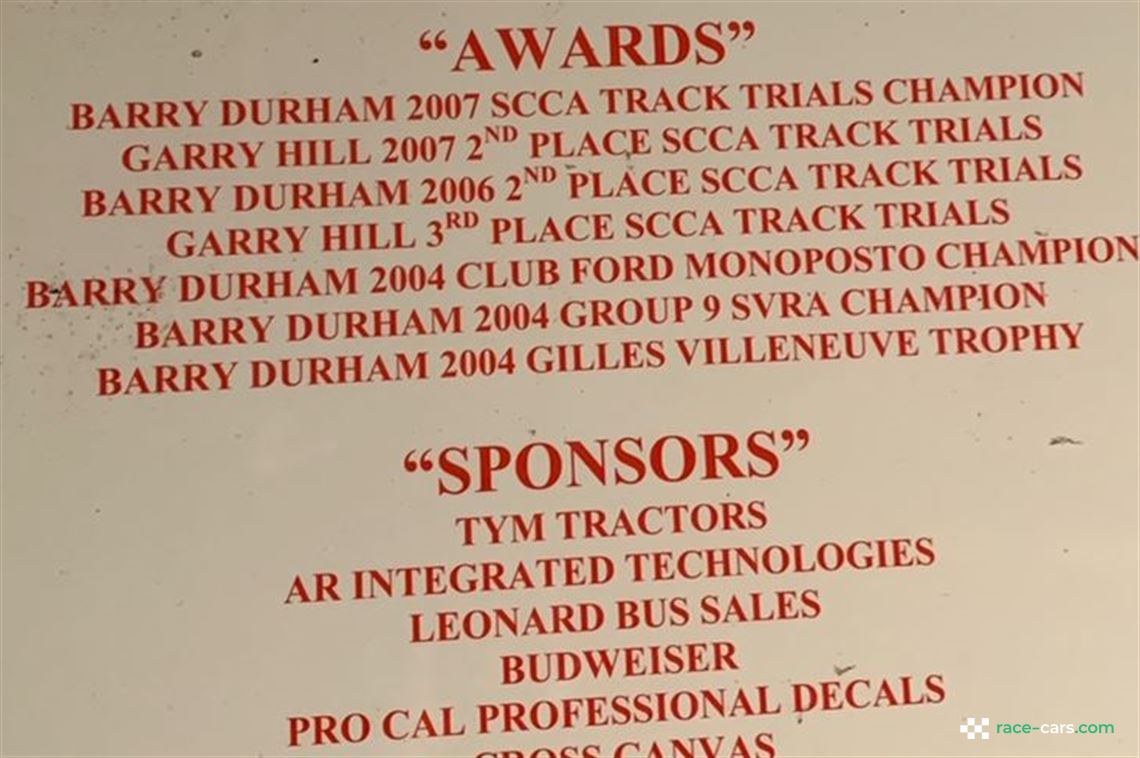 “AWARDS”
BARRY DURHAM 2007 SCCA TRACK TRIALS CHAMPION
GARRY HILL 2007 2ND PLACE SCCA TRACK TRIALS
BARRY DURHAM 2006 2ND PLACE SCCA TRACK TRIALS
GARRY HILL 3RD PLACE SCCA TRACK TRIALS
BARRY DURHAM 2004 CLUB FORD MONOPOSTO CHAMPION
BARRY DURHAM 2004 GROUP 9 SVRA CHAMPION
BARRY DURHAM 2004 GILLES VILLENEUVE TROPHY
“SPONSORS”
TYM TRACTORS
AR INTEGRATED TECHNOLOGIES
LEONARD BUS SALES
BUDWEISER
PRO CAL PROFESSIONAL DECALS
CANVAS
race-cars.com